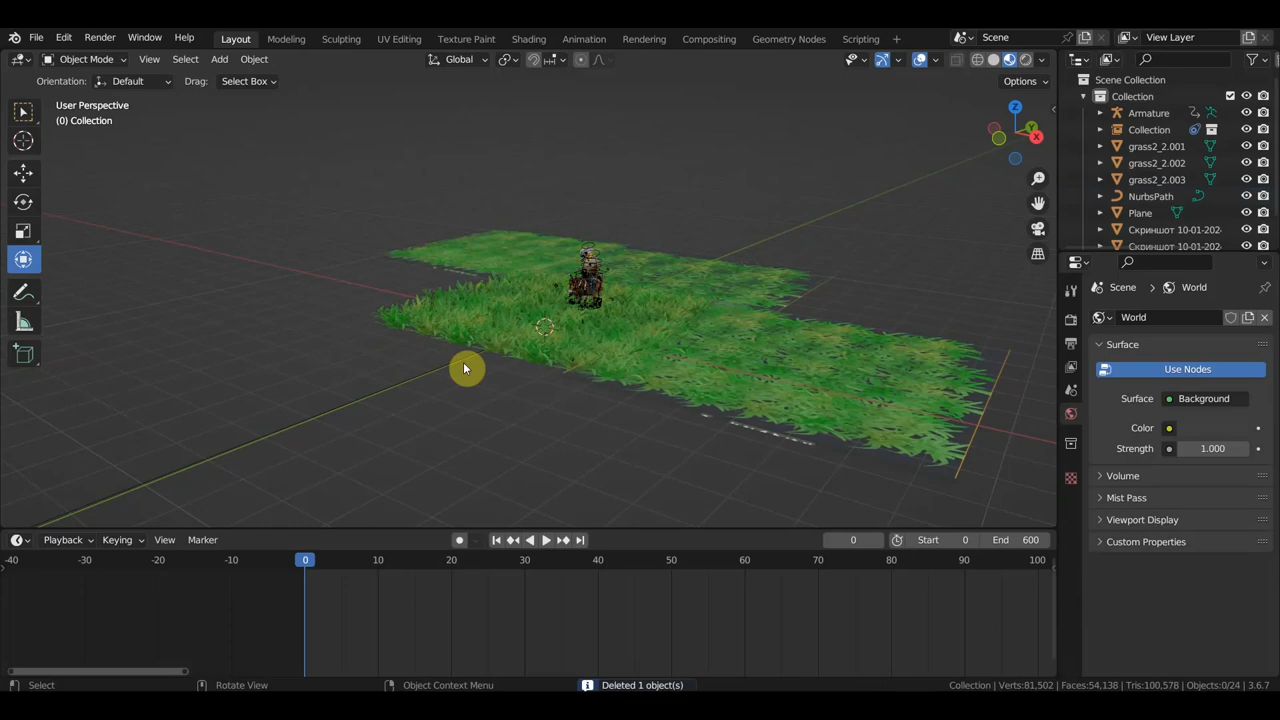 File Edit Render Window Help Layout Modeling Sculpting UV Editing Texture Paint Shading Animation Rendering Compositing Geometry Nodes Scripting + Scene View Layer
Object Mode View Select Add Object Global
Orientation: Default Drag: Select Box Options
User Perspective
(0) Collection
Z
Y
X
Scene Collection
Collection
Armature
Collection
grass2_2.001
grass2_2.002
grass2_2.003
NurbsPath
Plane
Скриншот 10-01-202
Скриншот 10-01-202
Scene World
World
Surface
Use Nodes
Surface Background
Color
Strength 1.000
Volume
Mist Pass
Viewport Display
Custom Properties
Playback Keying View Marker 0 Start 0 End 600
-40 -30 -20 -10 0 10 20 30 40 50 60 70 80 90 100
Select Rotate View Object Context Menu Deleted 1 object(s) Collection | Verts:81,502 | Faces:54,138 | Tris:100,578 | Objects:0/24 | 3.6.7